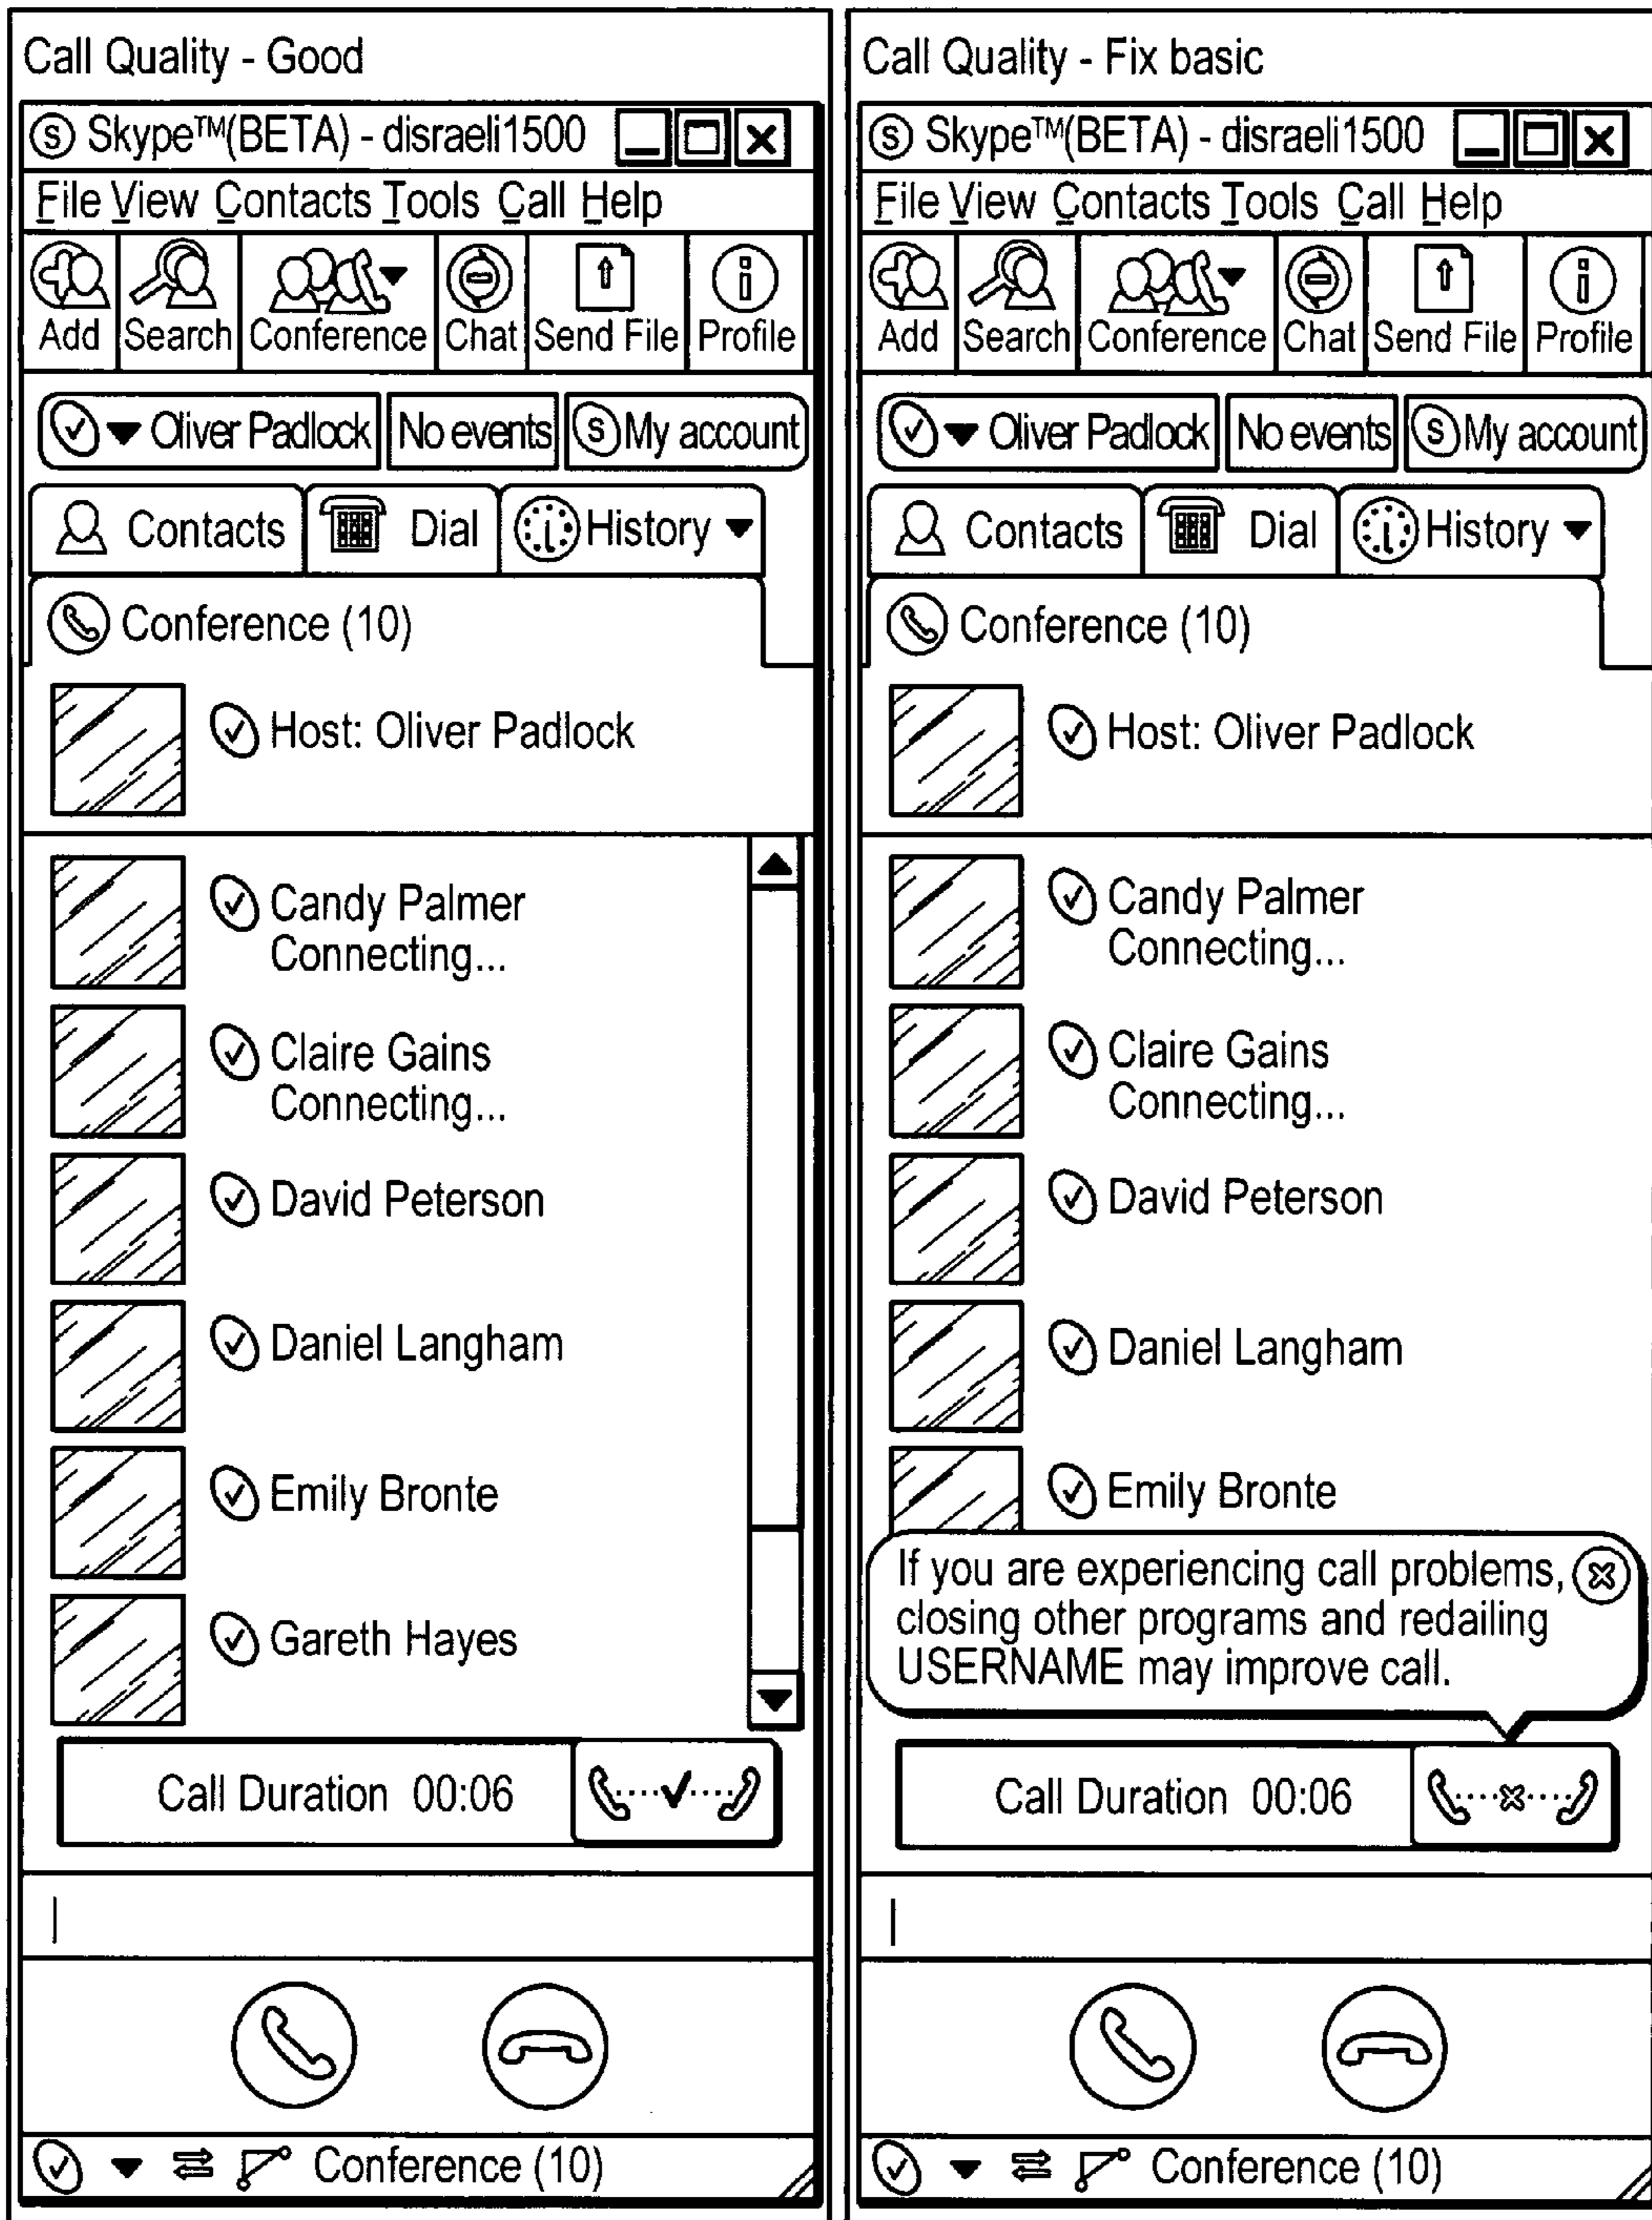 Call Quality - Good
Skype™(BETA) - disraeli1500
File View Contacts Tools Call Help
Add Search Conference Chat Send File Profile
Oliver Padlock No events My account
Contacts Dial History
Conference (10)
Host: Oliver Padlock
Candy Palmer
Connecting...
Claire Gains
Connecting...
David Peterson
Daniel Langham
Emily Bronte
Gareth Hayes
Call Duration 00:06
Conference (10)
Call Quality - Fix basic
Skype™(BETA) - disraeli1500
File View Contacts Tools Call Help
Add Search Conference Chat Send File Profile
Oliver Padlock No events My account
Contacts Dial History
Conference (10)
Host: Oliver Padlock
Candy Palmer
Connecting...
Claire Gains
Connecting...
David Peterson
Daniel Langham
Emily Bronte
If you are experiencing call problems,
closing other programs and redailing
USERNAME may improve call.
Call Duration 00:06
Conference (10)